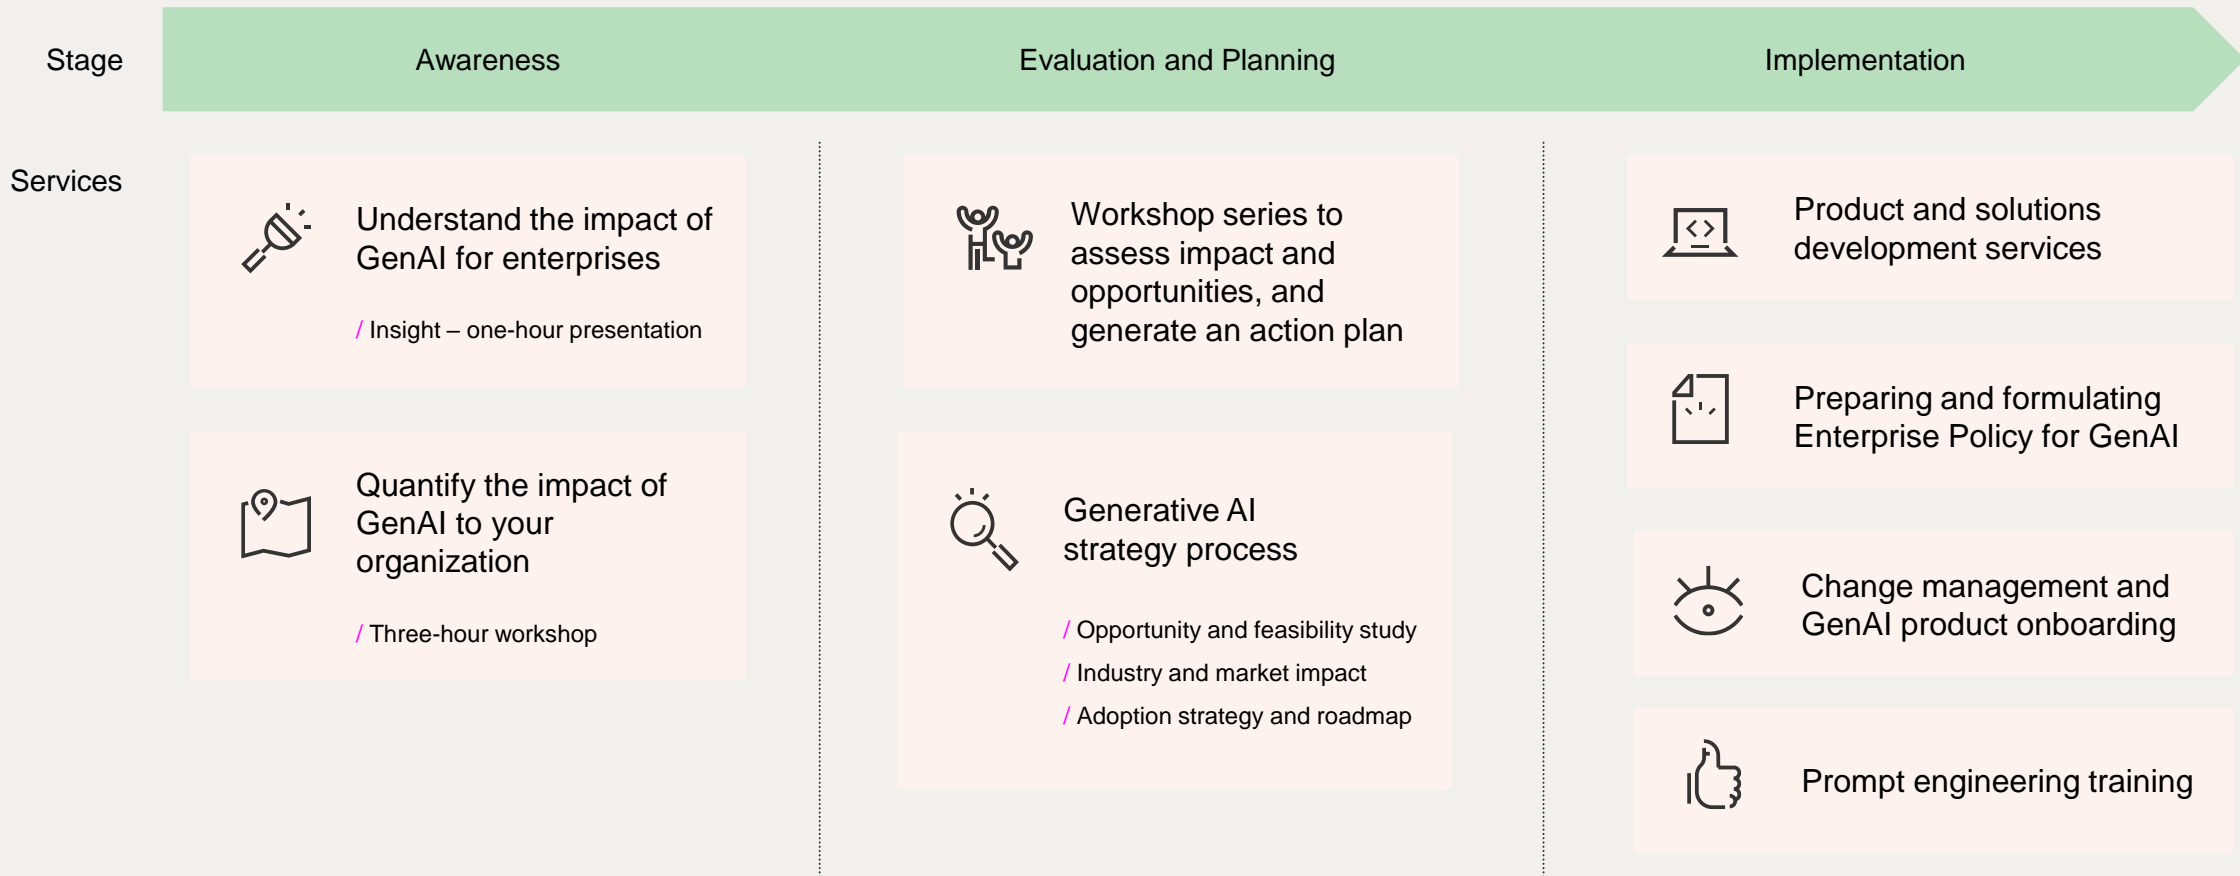 Stage
Awareness
Evaluation and Planning
Implementation
Services
Understand the impact of
GenAI for enterprises
/ Insight – one-hour presentation
Quantify the impact of
GenAI to your
organization
/ Three-hour workshop
Workshop series to
assess impact and
opportunities, and
generate an action plan
Generative AI
strategy process
/ Opportunity and feasibility study
/ Industry and market impact
/ Adoption strategy and roadmap
Product and solutions
development services
Preparing and formulating
Enterprise Policy for GenAI
Change management and
GenAI product onboarding
Prompt engineering training